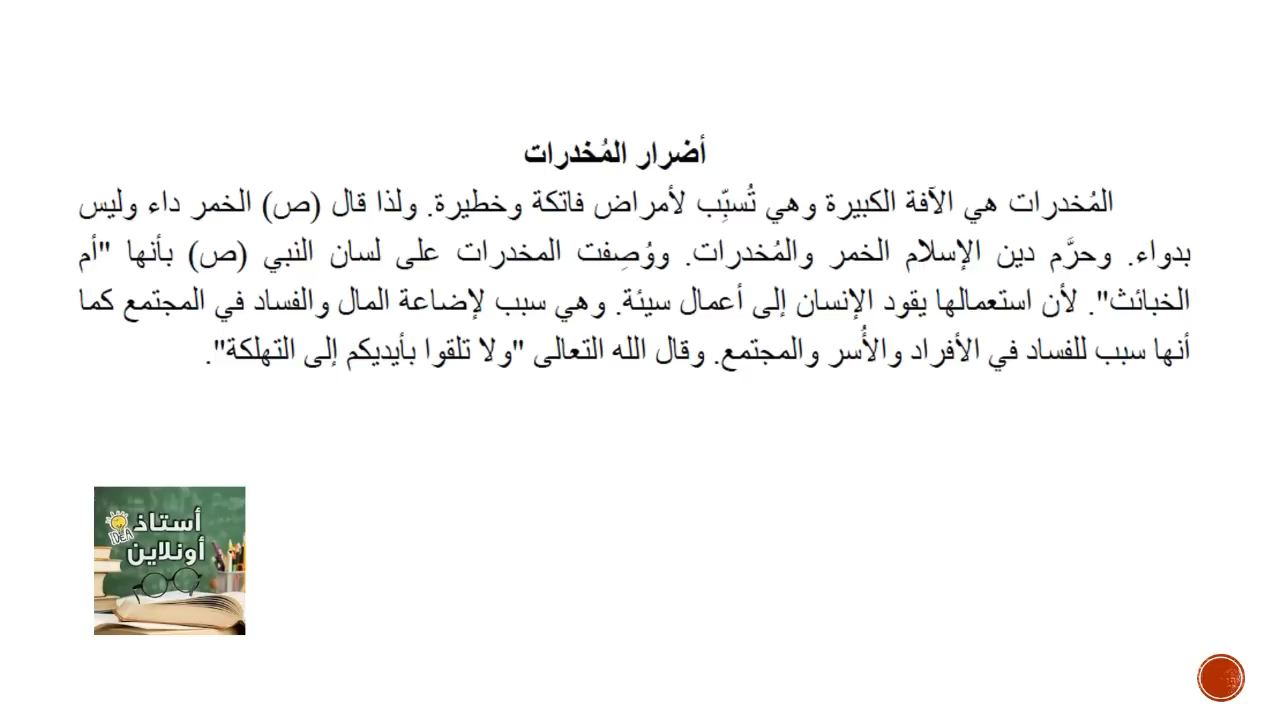 أضرار المُخدرات
المُخدرات هي الآفة الكبيرة وهي تُسبِّب لأمراض فاتكة وخطيرة. ولذا قال (ص) الخمر داء وليس
بدواء. وحرَّم دين الإسلام الخمر والمُخدرات. ووُصِفت المخدرات على لسان النبي (ص) بأنها "أم
الخبائث". لأن استعمالها يقود الإنسان إلى أعمال سيئة. وهي سبب لإضاعة المال والفساد في المجتمع كما
أنها سبب للفساد في الأفراد والأُسر والمجتمع. وقال الله التعالى "ولا تلقوا بأيديكم إلى التهلكة".
أستاذ
IDEA
أونلاين